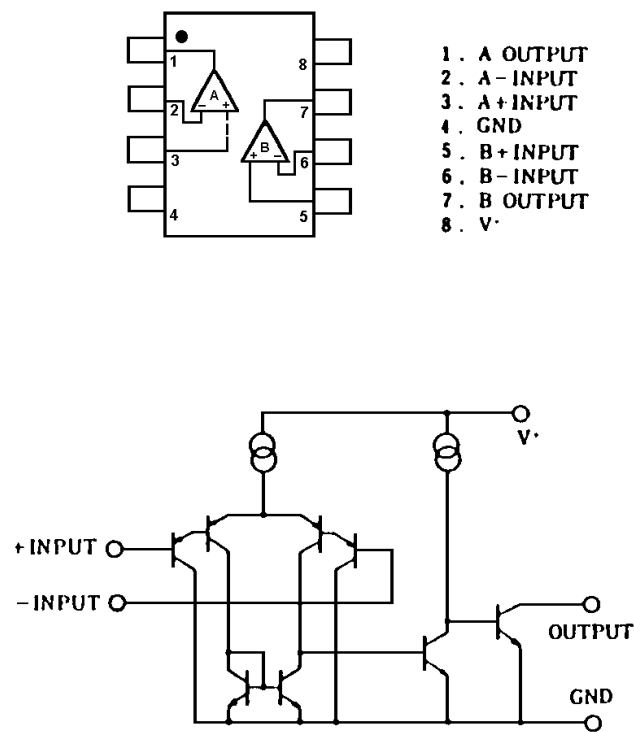 1
2
3
4
8
7
6
5
A
- +
B
+ -
1 . A OUTPUT
2 . A-INPUT
3 . A+INPUT
4 . GND
5 . B+INPUT
6 . B-INPUT
7 . B OUTPUT
8 . V⁺
V⁺
+INPUT
-INPUT
OUTPUT
GND